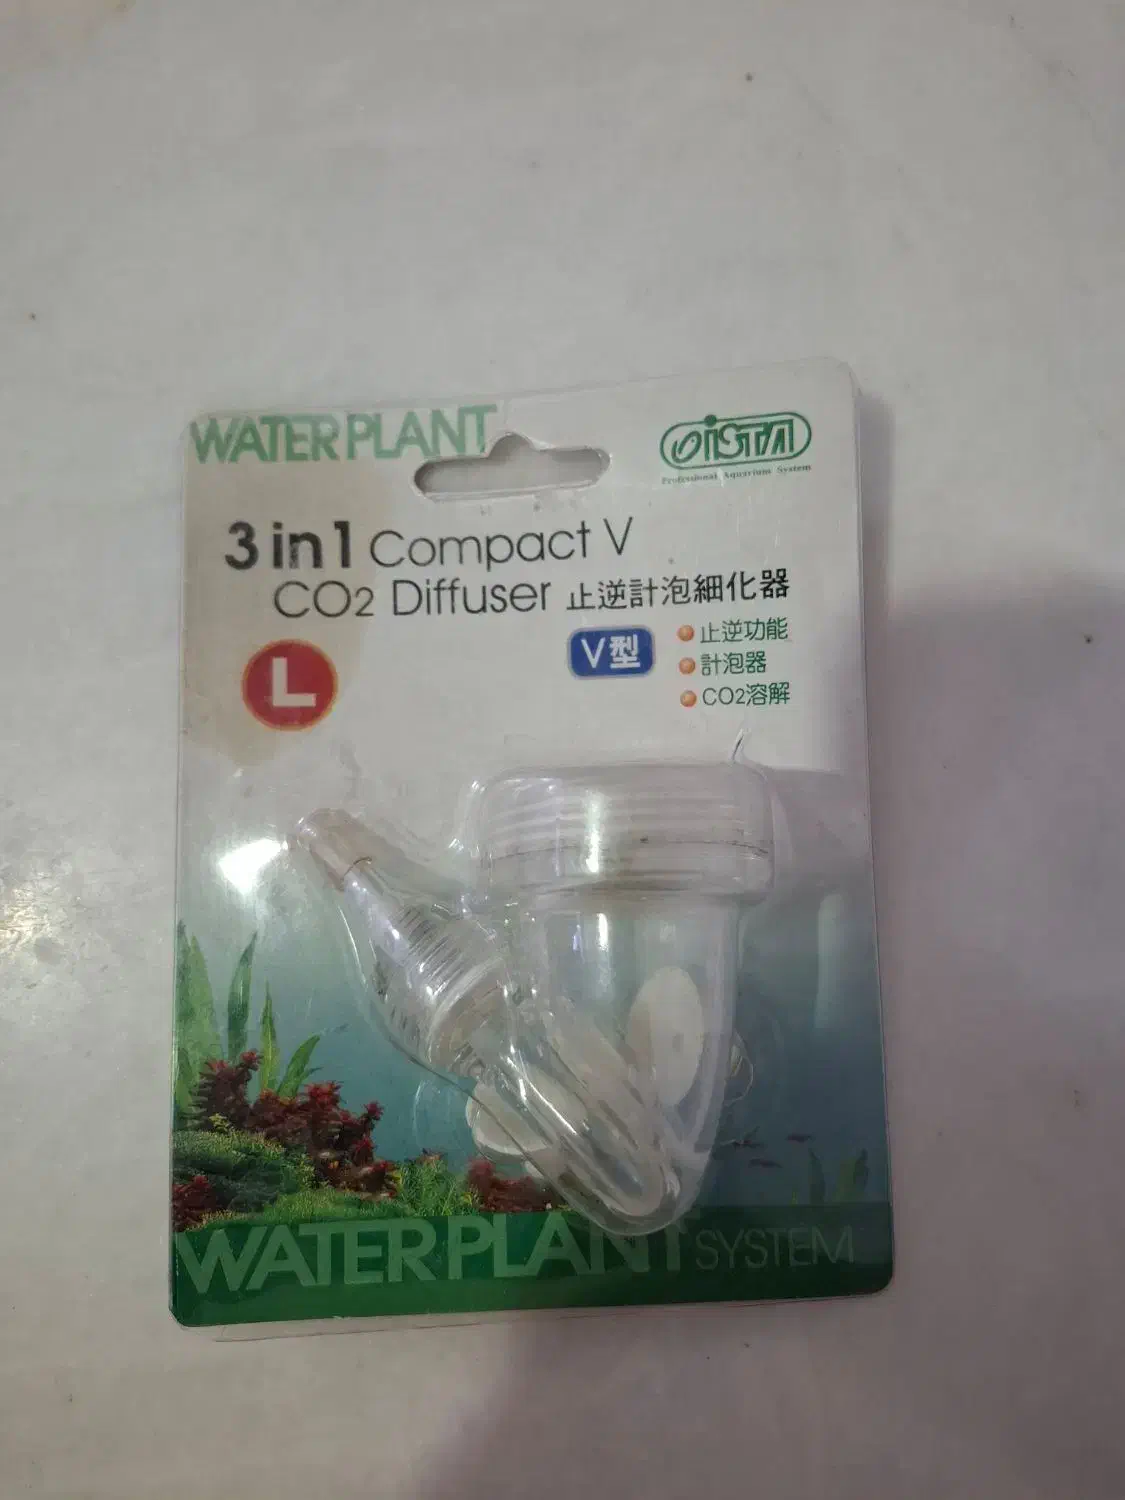 WATER PLANT
ISTA
Professional Aquarium System
3 in 1 Compact V
CO2 Diffuser 止逆計泡細化器
L
V型
止逆功能
計泡器
CO2溶解
WATER PLANT SYSTEM